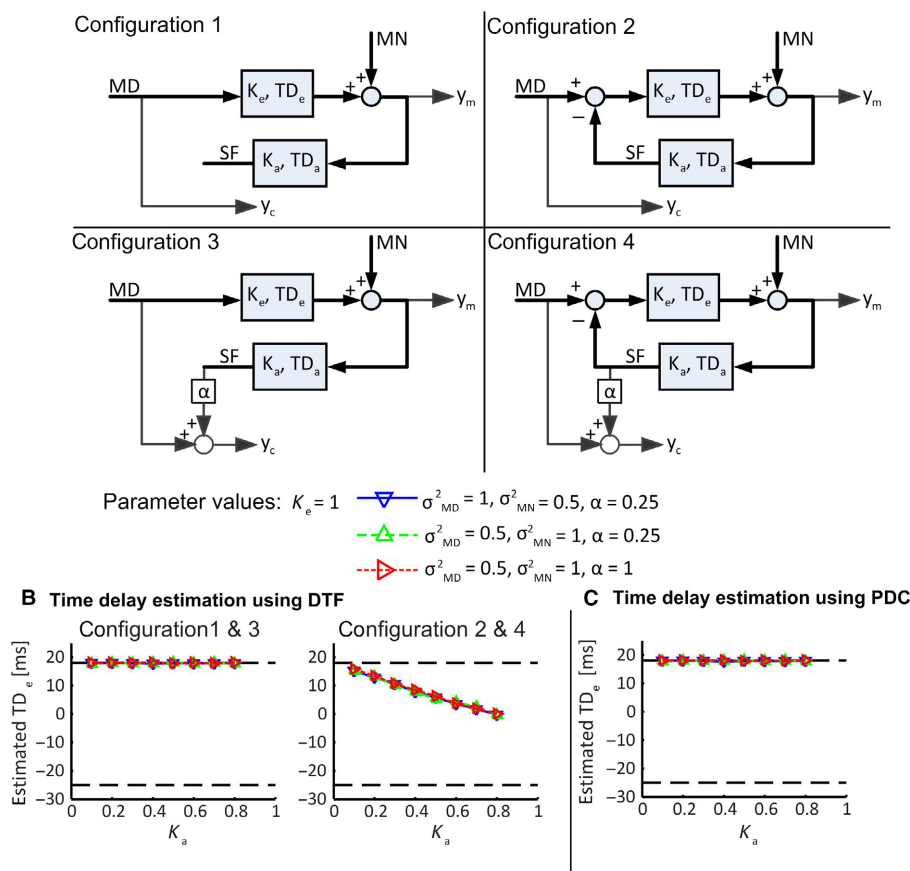 Configuration 1
MD
K_e, TD_e
+
+
MN
y_m
SF
K_a, TD_a
y_c
Configuration 2
MD
+
−
K_e, TD_e
+
+
MN
y_m
SF
K_a, TD_a
y_c
Configuration 3
MD
K_e, TD_e
+
+
MN
y_m
SF
K_a, TD_a
α
+
+
y_c
Configuration 4
MD
+
−
K_e, TD_e
+
+
MN
y_m
SF
K_a, TD_a
α
+
+
y_c
Parameter values: K_e = 1
σ²_MD = 1, σ²_MN = 0.5, α = 0.25
σ²_MD = 0.5, σ²_MN = 1, α = 0.25
σ²_MD = 0.5, σ²_MN = 1, α = 1
B Time delay estimation using DTF
Configuration1 & 3
Estimated TD_e [ms]
20
10
0
−10
−20
−30
0 0.2 0.4 0.6 0.8 1
K_a
Configuration 2 & 4
20
10
0
−10
−20
−30
0 0.2 0.4 0.6 0.8 1
K_a
C Time delay estimation using PDC
Estimated TD_e [ms]
20
10
0
−10
−20
−30
0 0.2 0.4 0.6 0.8 1
K_a